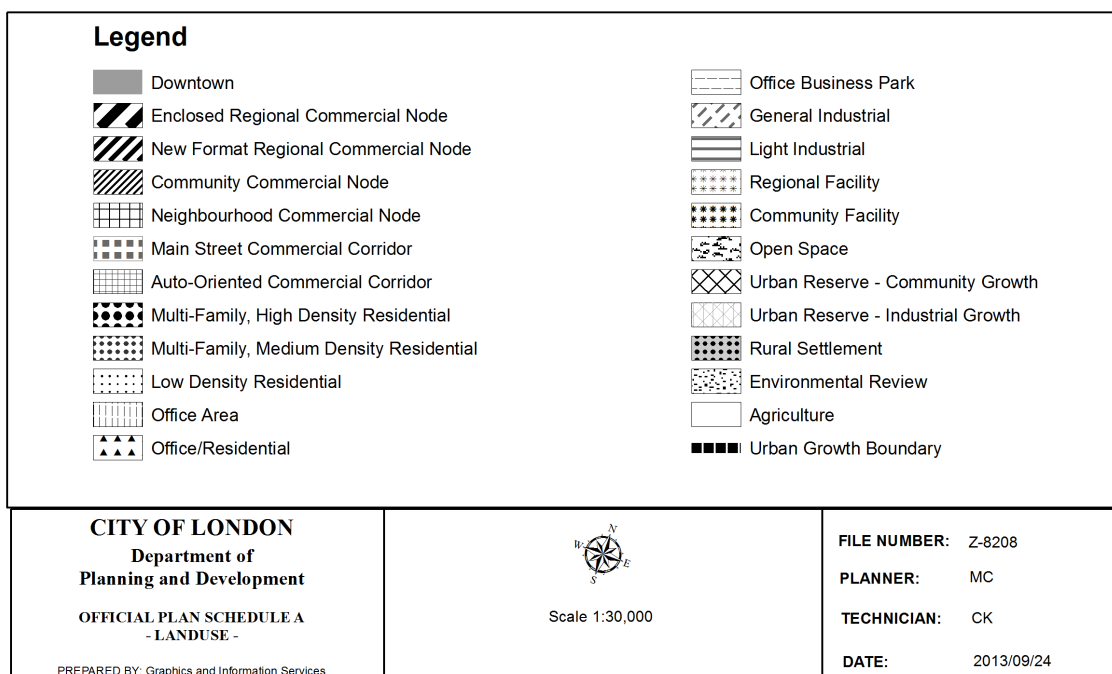 Legend
Downtown
Enclosed Regional Commercial Node
New Format Regional Commercial Node
Community Commercial Node
Neighbourhood Commercial Node
Main Street Commercial Corridor
Auto-Oriented Commercial Corridor
Multi-Family, High Density Residential
Multi-Family, Medium Density Residential
Low Density Residential
Office Area
Office/Residential
Office Business Park
General Industrial
Light Industrial
Regional Facility
Community Facility
Open Space
Urban Reserve - Community Growth
Urban Reserve - Industrial Growth
Rural Settlement
Environmental Review
Agriculture
Urban Growth Boundary
CITY OF LONDON
Department of
Planning and Development
OFFICIAL PLAN SCHEDULE A
- LANDUSE -
PREPARED BY: Graphics and Information Services
N
W
E
S
Scale 1:30,000
FILE NUMBER: Z-8208
PLANNER: MC
TECHNICIAN: CK
DATE: 2013/09/24